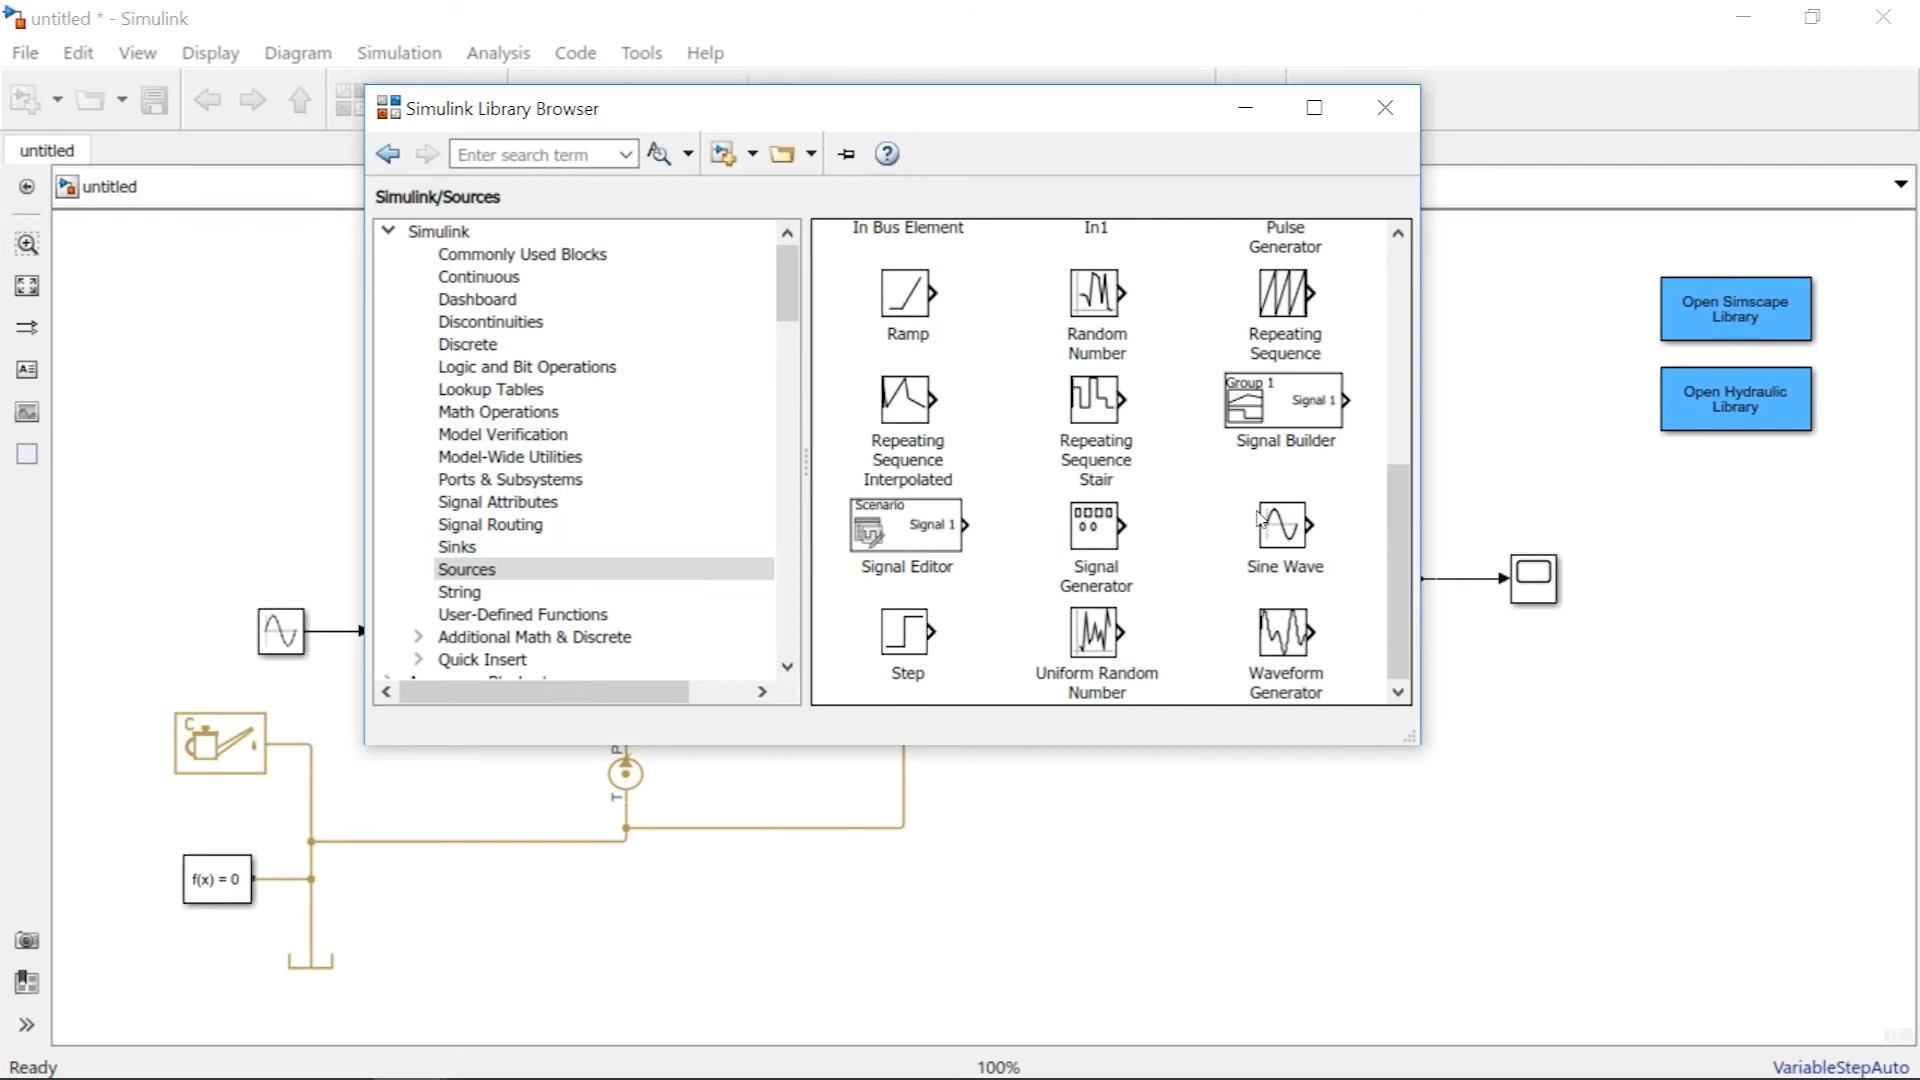 untitled * - Simulink
File Edit View Display Diagram Simulation Analysis Code Tools Help
untitled
untitled
Simulink Library Browser
Enter search term
Simulink/Sources
Simulink
Commonly Used Blocks
Continuous
Dashboard
Discontinuities
Discrete
Logic and Bit Operations
Lookup Tables
Math Operations
Model Verification
Model-Wide Utilities
Ports & Subsystems
Signal Attributes
Signal Routing
Sinks
Sources
String
User-Defined Functions
Additional Math & Discrete
Quick Insert
In Bus Element
In1
Pulse
Generator
Ramp
Random
Number
Repeating
Sequence
Repeating
Sequence
Interpolated
Repeating
Sequence
Stair
Group 1
Signal 1
Signal Builder
Scenario
Signal 1
Signal Editor
Signal
Generator
Sine Wave
Step
Uniform Random
Number
Waveform
Generator
Open Simscape
Library
Open Hydraulic
Library
C
P
T
f(x) = 0
Ready
100%
VariableStepAuto